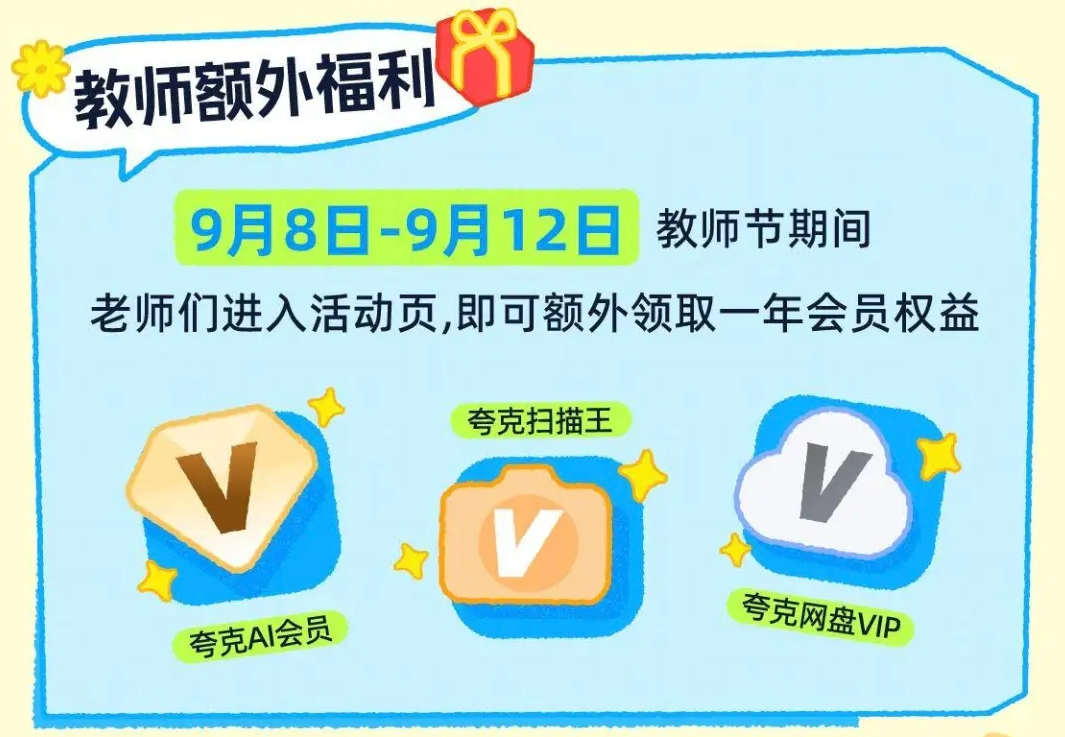 教师额外福利
9月8日-9月12日 教师节期间
老师们进入活动页,即可额外领取一年会员权益
V
夸克AI会员
夸克扫描王
V
V
夸克网盘VIP